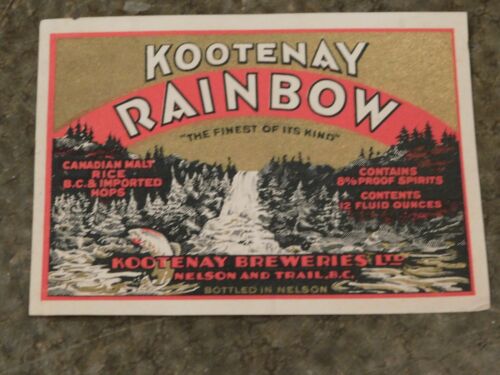 KOOTENAY
RAINBOW
"THE FINEST OF ITS KIND"
CANADIAN MALT
RICE
B.C. & IMPORTED
HOPS
CONTAINS
8% PROOF SPIRITS
CONTENTS
12 FLUID OUNCES
KOOTENAY BREWERIES LTD
NELSON AND TRAIL, B.C.
BOTTLED IN NELSON